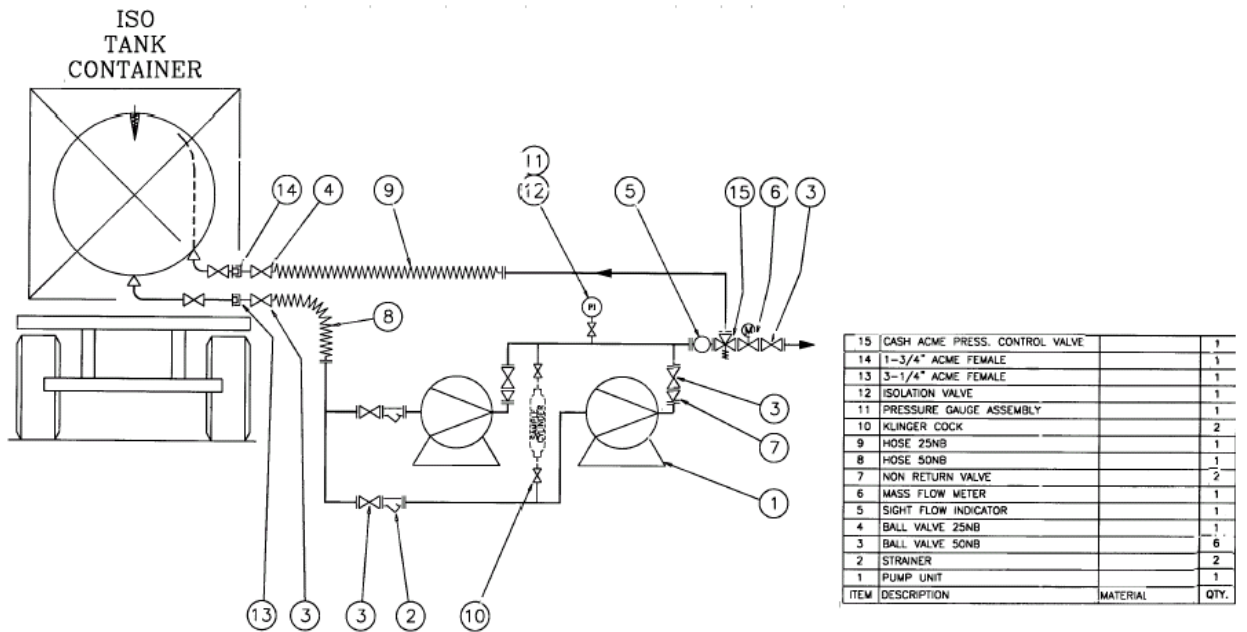 ISO
TANK
CONTAINER
14
4
9
11
12
5
15
6
3
8
PI
M
SAMPLE
CYLINDER
3
7
1
13
3
3
2
10
15 CASH ACME PRESS. CONTROL VALVE 1
14 1-3/4" ACME FEMALE 1
13 3-1/4" ACME FEMALE 1
12 ISOLATION VALVE 1
11 PRESSURE GAUGE ASSEMBLY 1
10 KLINGER COCK 2
9 HOSE 25NB 1
8 HOSE 50NB 1
7 NON RETURN VALVE 2
6 MASS FLOW METER 1
5 SIGHT FLOW INDICATOR 1
4 BALL VALVE 25NB 1
3 BALL VALVE 50NB 6
2 STRAINER 2
1 PUMP UNIT 1
ITEM DESCRIPTION MATERIAL QTY.